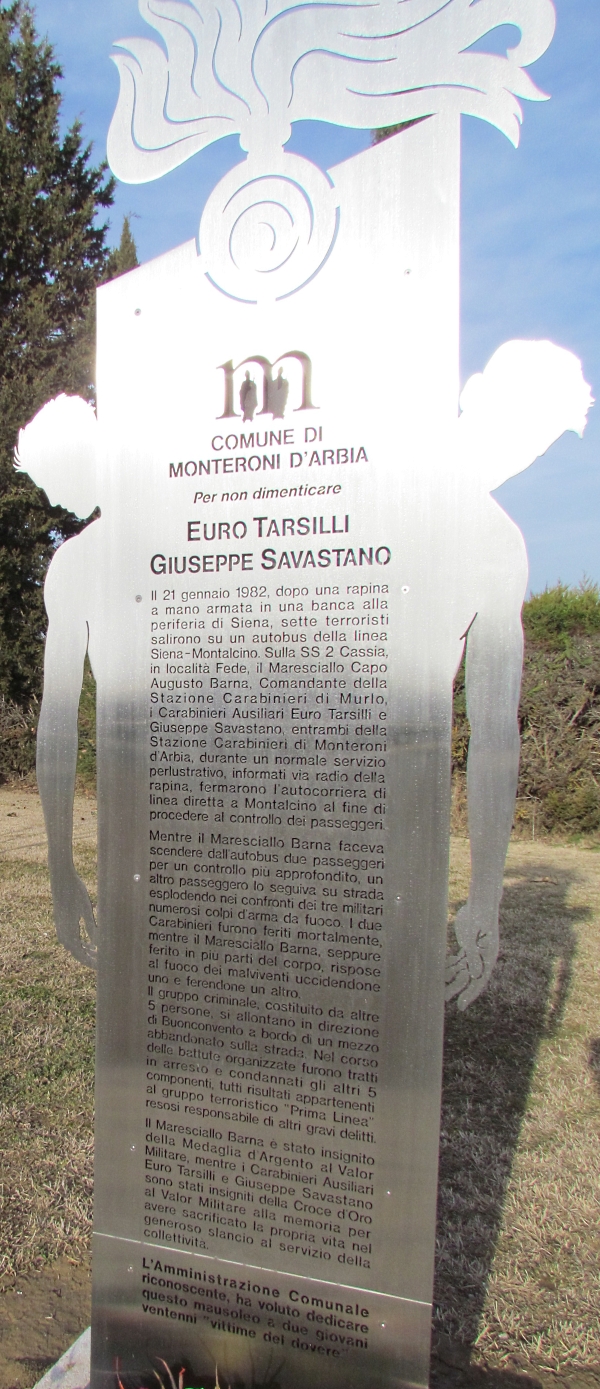 m
COMUNE DI
MONTERONI D'ARBIA
Per non dimenticare
EURO TARSILLI
GIUSEPPE SAVASTANO
Il 21 gennaio 1982, dopo una rapina
a mano armata in una banca alla
periferia di Siena, sette terroristi
salirono su un autobus della linea
Siena-Montalcino. Sulla SS 2 Cassia,
in località Fede, il Maresciallo Capo
Augusto Barna, Comandante della
Stazione Carabinieri di Murlo,
i Carabinieri Ausiliari Euro Tarsilli e
Giuseppe Savastano, entrambi della
Stazione Carabinieri di Monteroni
d'Arbia, durante un normale servizio
perlustrativo, informati via radio della
rapina, fermarono l'autocorriera di
linea diretta a Montalcino al fine di
procedere al controllo dei passeggeri.
Mentre il Maresciallo Barna faceva
scendere dall'autobus due passeggeri
per un controllo più approfondito, un
altro passeggero lo seguiva su strada
esplodendo nei confronti dei tre militari
numerosi colpi d'arma da fuoco. I due
Carabinieri furono feriti mortalmente,
mentre il Maresciallo Barna, seppure
ferito in più parti del corpo, rispose
al fuoco dei malviventi uccidendone
uno e ferendone un altro.
Il gruppo criminale, costituito da altre
5 persone, si allontanò in direzione
di Buonconvento a bordo di un mezzo
abbandonato sulla strada. Nel corso
delle battute organizzate furono tratti
in arresto e condannati gli altri 5
componenti, tutti risultati appartenenti
al gruppo terroristico "Prima Linea"
resosi responsabile di altri gravi delitti.
Il Maresciallo Barna è stato insignito
della Medaglia d'Argento al Valor
Militare, mentre i Carabinieri Ausiliari
Euro Tarsilli e Giuseppe Savastano
sono stati insigniti della Croce d'Oro
al Valor Militare alla memoria per
avere sacrificato la propria vita nel
generoso slancio al servizio della
collettività.
L'Amministrazione Comunale
riconoscente, ha voluto dedicare
questo mausoleo a due giovani
ventenni "vittime del dovere"